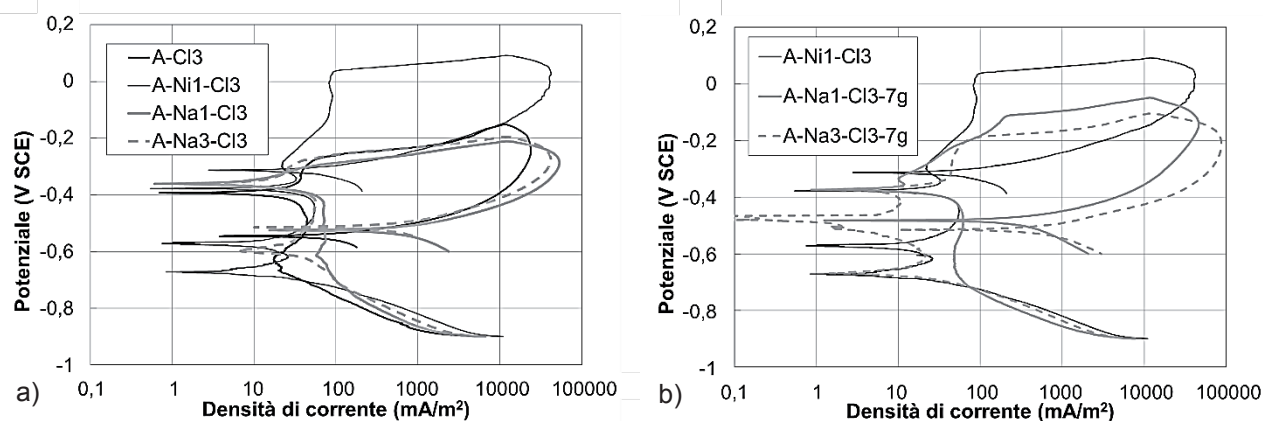 0,2
0
-0,2
-0,4
-0,6
-0,8
-1
Potenziale (V SCE)
A-Cl3
A-Ni1-Cl3
A-Na1-Cl3
A-Na3-Cl3
0,1 1 10 100 1000 10000 100000
Densità di corrente (mA/m²)
a)
0,2
0
-0,2
-0,4
-0,6
-0,8
-1
Potenziale (V SCE)
A-Ni1-Cl3
A-Na1-Cl3-7g
A-Na3-Cl3-7g
0,1 1 10 100 1000 10000 100000
Densità di corrente (mA/m²)
b)